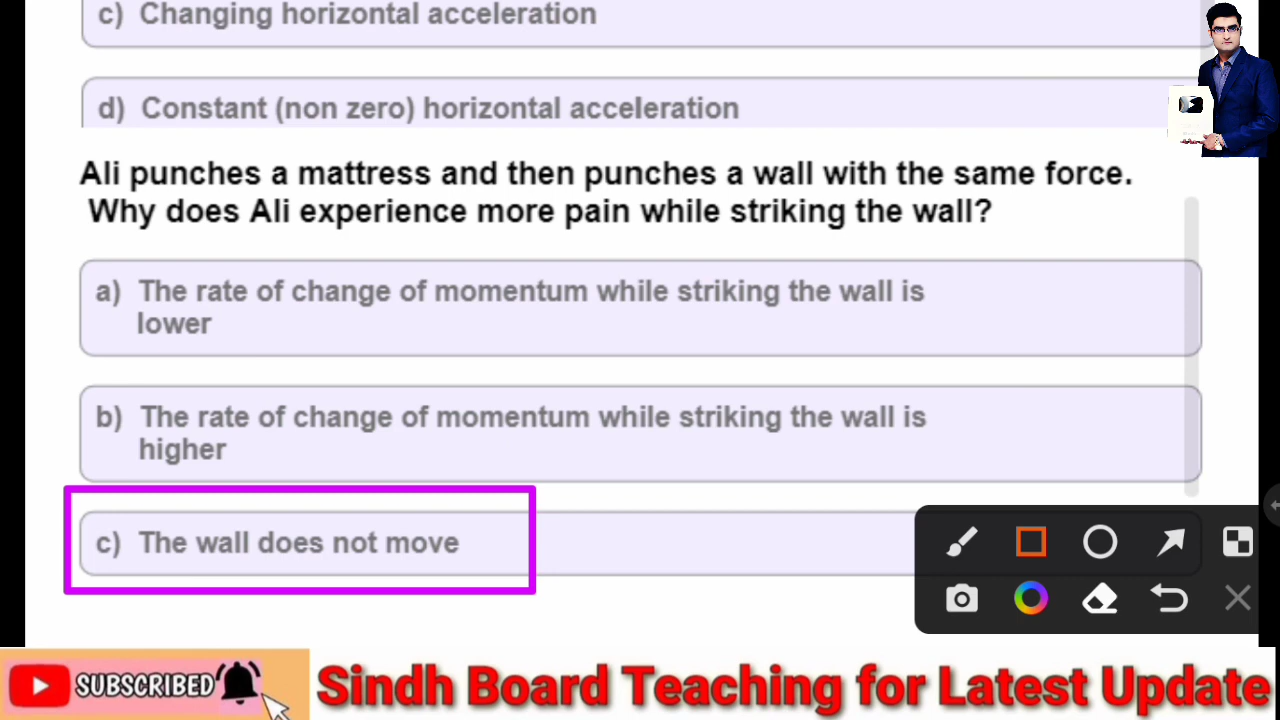 c) Changing horizontal acceleration
d) Constant (non zero) horizontal acceleration
Ali punches a mattress and then punches a wall with the same force.
Why does Ali experience more pain while striking the wall?
a) The rate of change of momentum while striking the wall is
lower
b) The rate of change of momentum while striking the wall is
higher
c) The wall does not move
SUBSCRIBED
Sindh Board Teaching for Latest Update